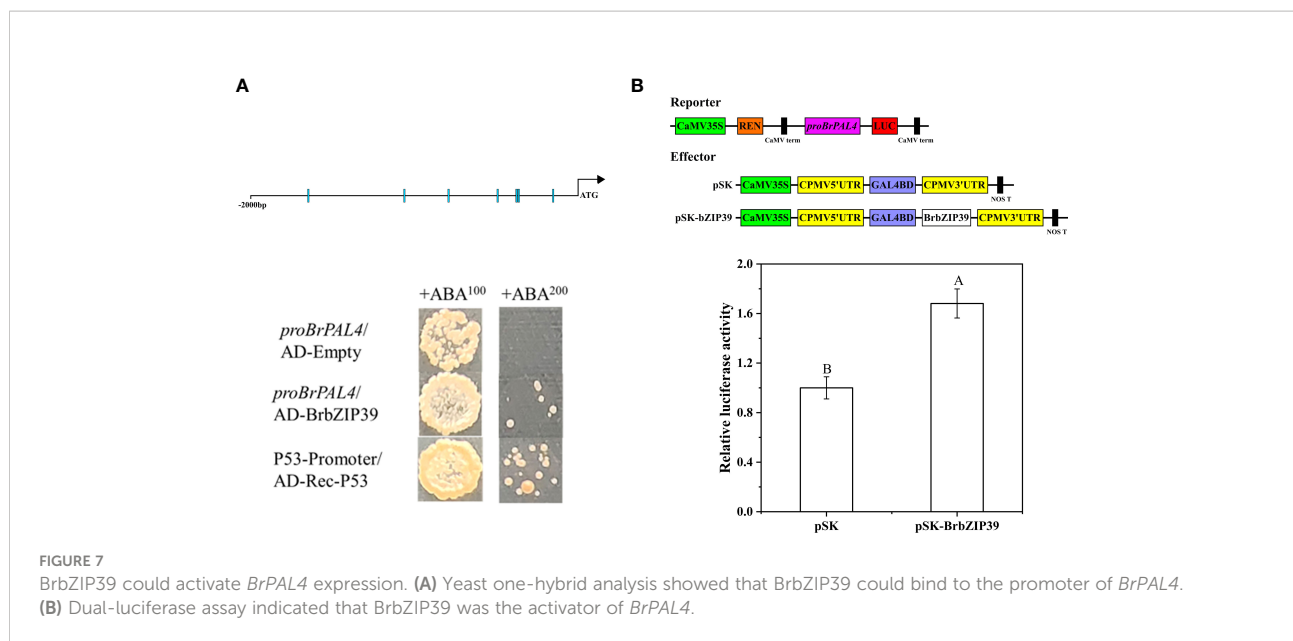 A
-2000bp
ATG
+ABA100 +ABA200
proBrPAL4/
AD-Empty
proBrPAL4/
AD-BrbZIP39
P53-Promoter/
AD-Rec-P53
B
Reporter
CaMV35S REN CaMV term proBrPAL4 LUC CaMV term
Effector
pSK CaMV35S CPMV5'UTR GAL4BD CPMV3'UTR NOS T
pSK-bZIP39 CaMV35S CPMV5'UTR GAL4BD BrbZIP39 CPMV3'UTR NOS T
Relative luciferase activity
2.0
1.6
1.2
0.8
0.4
0.0
B
A
pSK pSK-BrbZIP39
FIGURE 7
BrbZIP39 could activate BrPAL4 expression. (A) Yeast one-hybrid analysis showed that BrbZIP39 could bind to the promoter of BrPAL4.
(B) Dual-luciferase assay indicated that BrbZIP39 was the activator of BrPAL4.